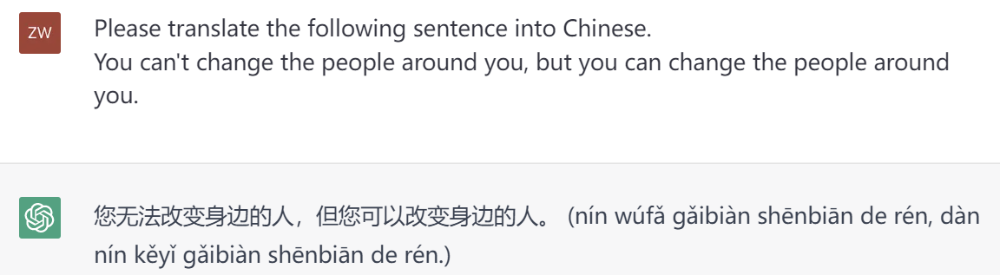 ZW
Please translate the following sentence into Chinese.
You can't change the people around you, but you can change the people around
you.
您无法改变身边的人，但您可以改变身边的人。 (nín wúfǎ gǎibiàn shēnbiān de rén, dàn
nín kěyǐ gǎibiàn shēnbiān de rén.)